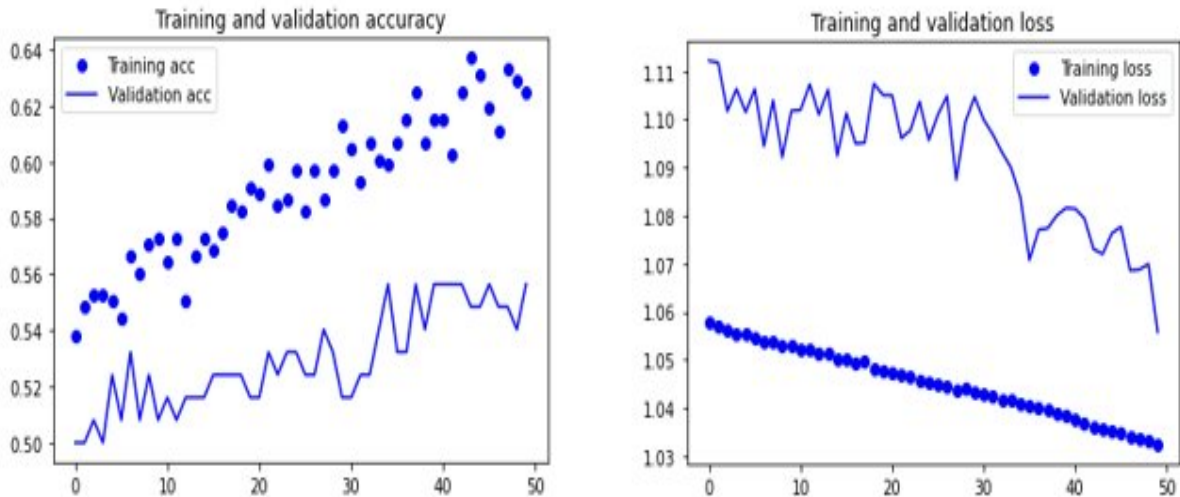 Training and validation accuracy
0.64
0.62
0.60
0.58
0.56
0.54
0.52
0.50
0 10 20 30 40 50
Training acc
Validation acc
Training and validation loss
1.11
1.10
1.09
1.08
1.07
1.06
1.05
1.04
1.03
0 10 20 30 40 50
Training loss
Validation loss